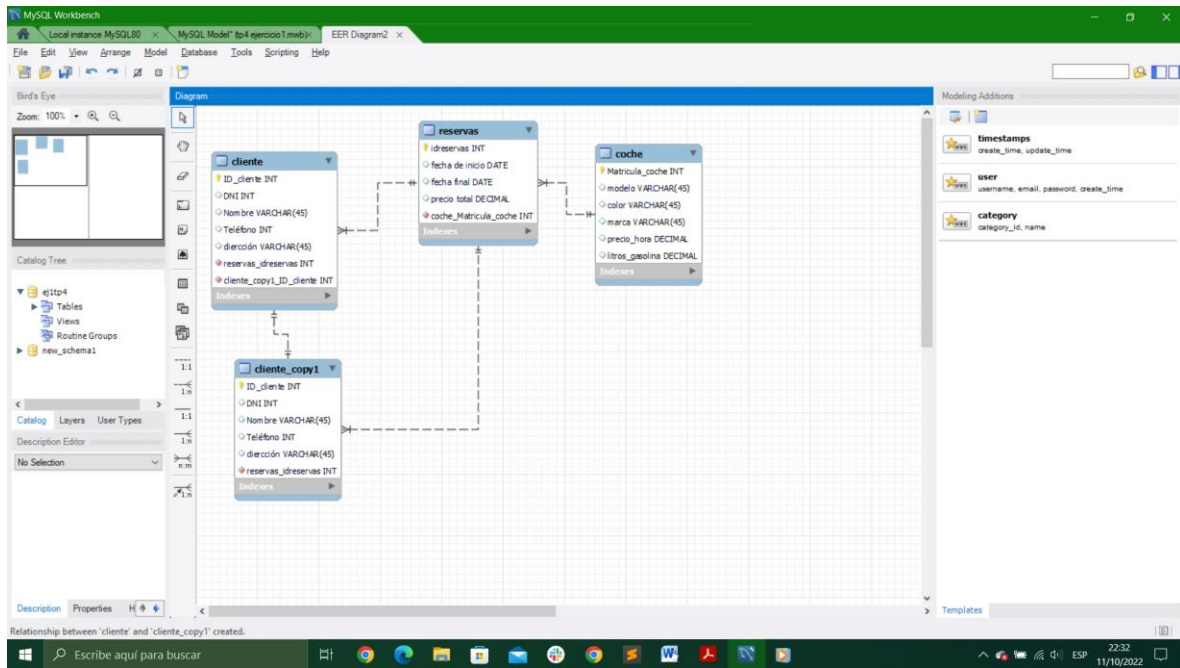 MySQL Workbench
Local instance MySQL80 ×
MySQL Model* (tp4 ejercicio1.mwb) ×
EER Diagram2 ×
File Edit View Arrange Model Database Tools Scripting Help
Bird's Eye
Zoom: 100%
Catalog Tree
ej1tp4
Tables
Views
Routine Groups
new_schema1
Catalog Layers User Types
Description Editor
No Selection
Description Properties H
Diagram
1:1
1:n
1:1
1:n
n:m
1:n
cliente
ID_cliente INT
DNI INT
Nombre VARCHAR(45)
Teléfono INT
diercción VARCHAR(45)
reservas_idreservas INT
cliente_copy1_ID_cliente INT
Indexes
reservas
idreservas INT
fecha de inicio DATE
fecha final DATE
precio total DECIMAL
coche_Matricula_coche INT
Indexes
coche
Matricula_coche INT
modelo VARCHAR(45)
color VARCHAR(45)
marca VARCHAR(45)
precio_hora DECIMAL
litros_gasolina DECIMAL
Indexes
cliente_copy1
ID_cliente INT
DNI INT
Nombre VARCHAR(45)
Teléfono INT
diercción VARCHAR(45)
reservas_idreservas INT
Indexes
Modeling Additions
timestamps
create_time, update_time
user
username, email, password, create_time
category
category_id, name
Templates
Relationship between 'cliente' and 'cliente_copy1' created.
Escribe aquí para buscar
ESP
22:32
11/10/2022